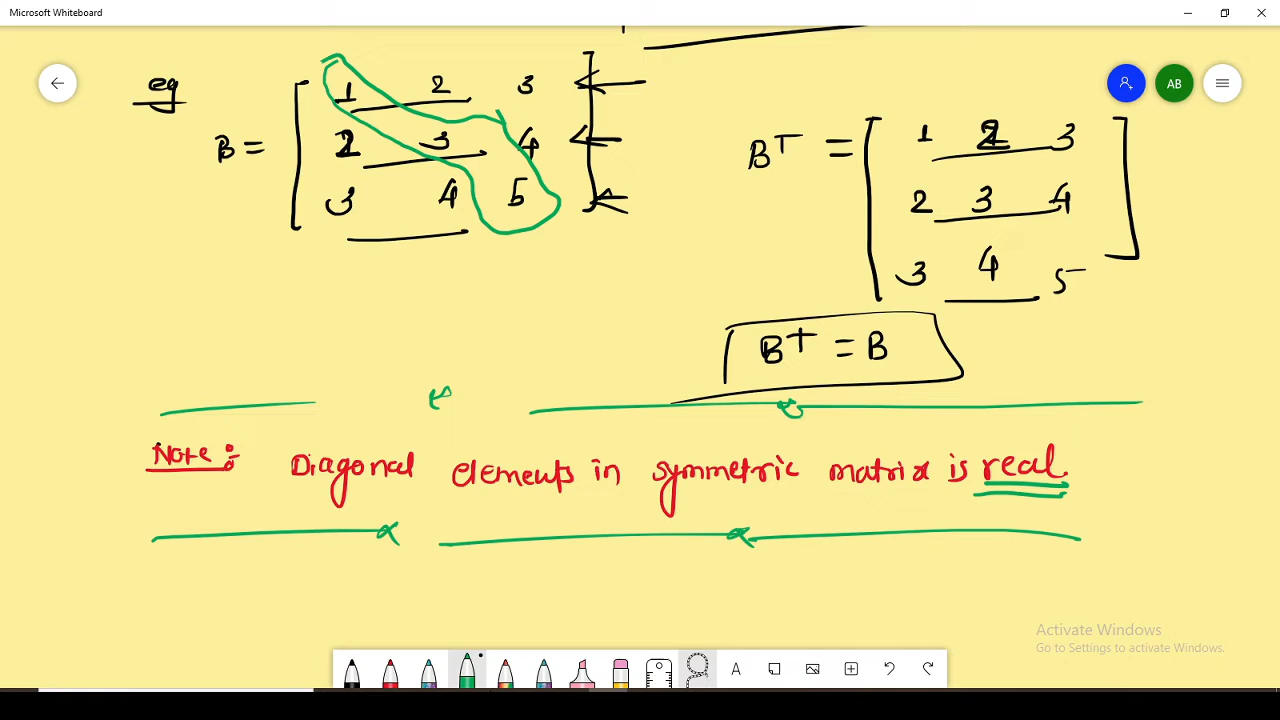 Microsoft Whiteboard
eg
B = [ 1 2 3
2 3 4
3 4 5 ]
Bᵀ = [ 1 2 3
2 3 4
3 4 5 ]
Bᵀ = B
Note: Diagonal elements in symmetric matrix is real.
AB
Activate Windows
Go to Settings to activate Windows.
A